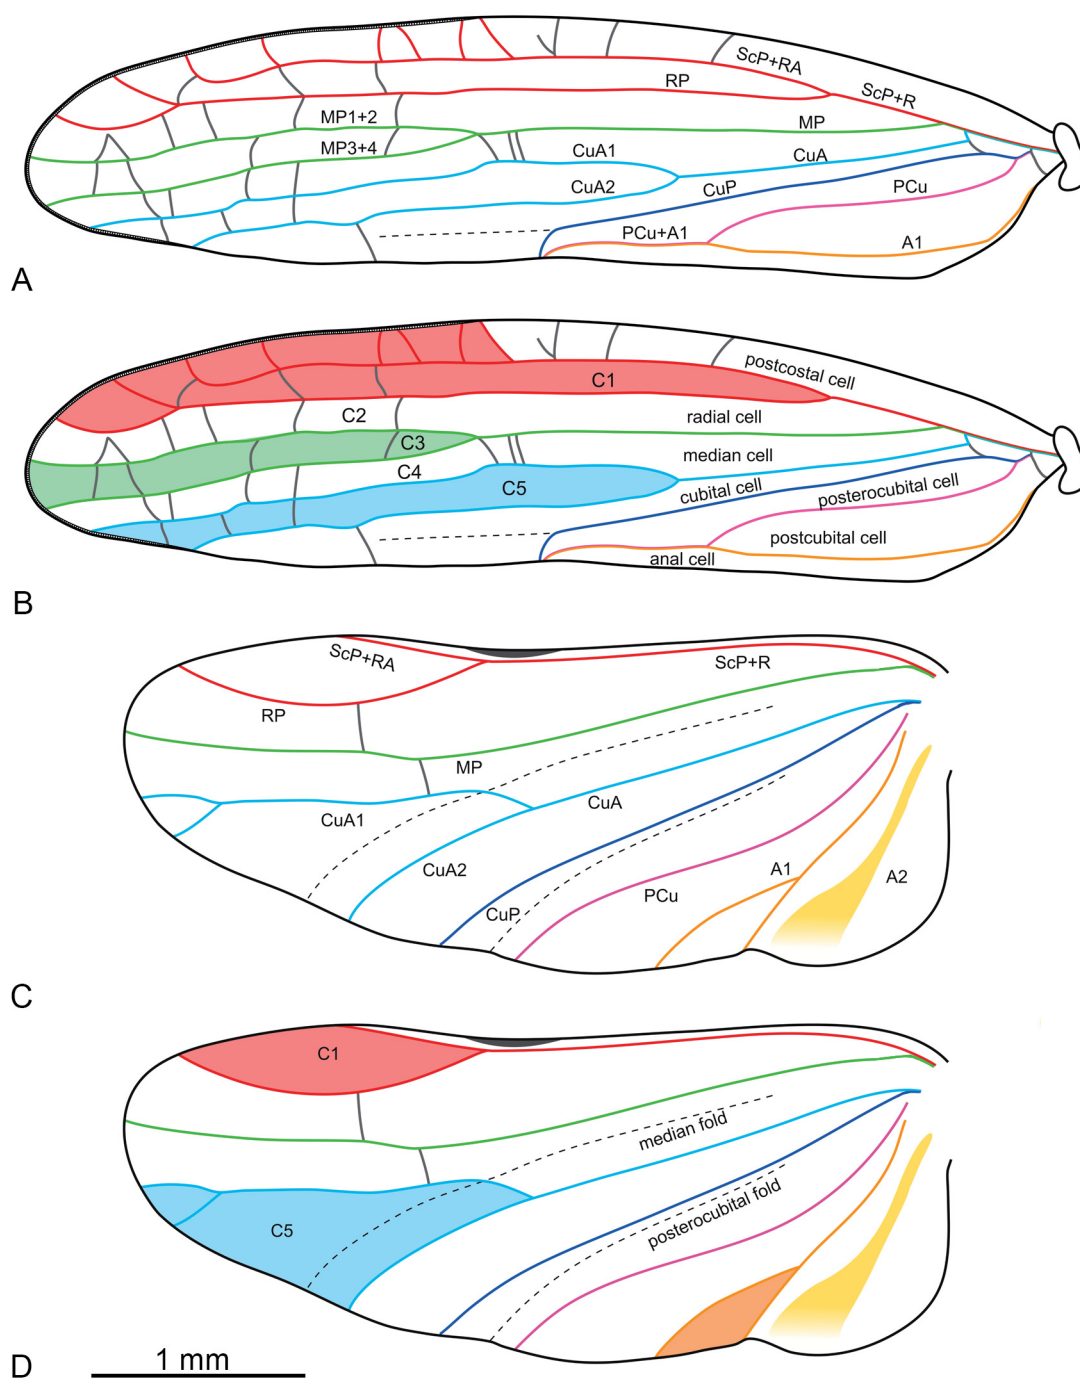 ScP+RA
RP
ScP+R
MP1+2
MP
MP3+4
CuA1
CuA
CuA2
CuP
PCu
PCu+A1
A1
A
postcostal cell
C1
C2
radial cell
C3
C4
median cell
C5
cubital cell
posterocubital cell
postcubital cell
anal cell
B
ScP+RA
ScP+R
RP
MP
CuA1
CuA
CuA2
A1
A2
PCu
CuP
C
C1
median fold
C5
posterocubital fold
D
1 mm